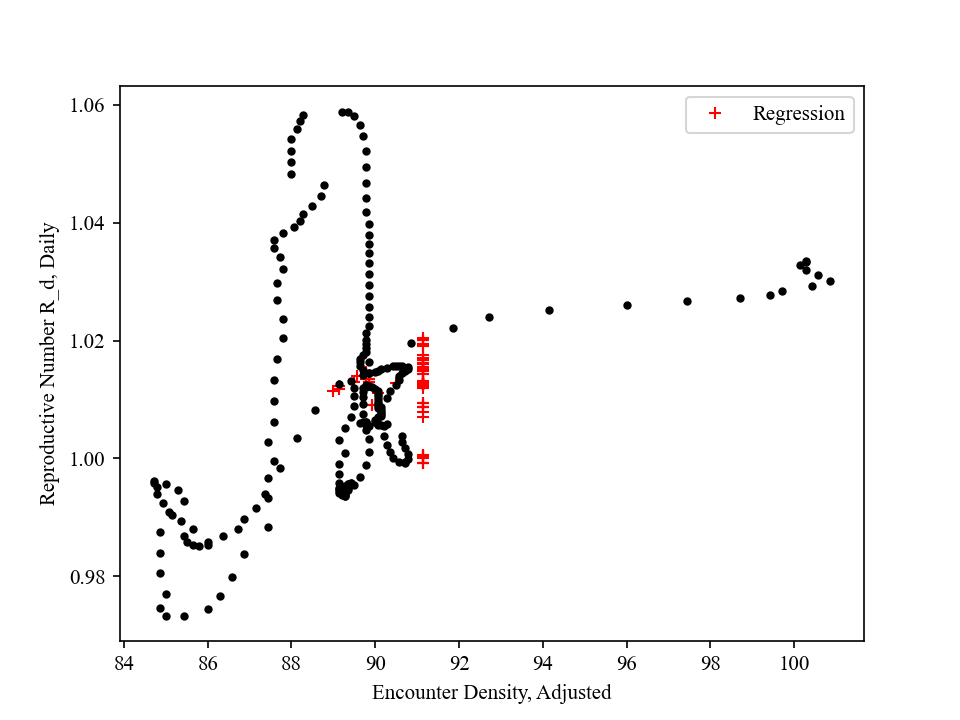 1.06
1.04
1.02
1.00
0.98
Reproductive Number R_d, Daily
Regression
84 86 88 90 92 94 96 98 100
Encounter Density, Adjusted